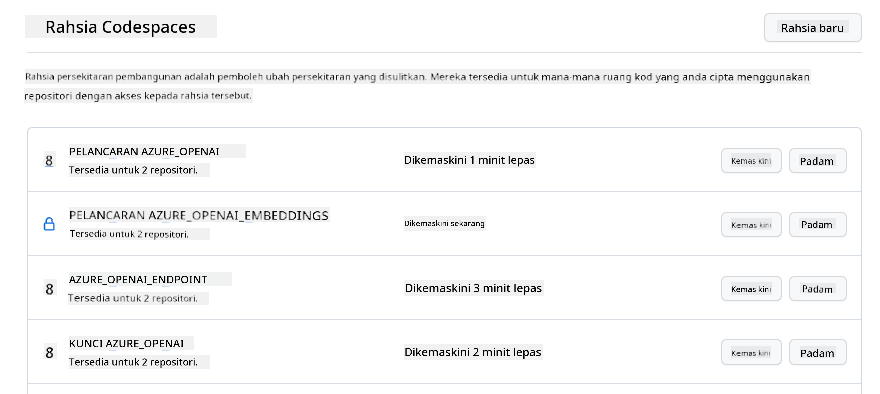 Rahsia Codespaces
Rahsia baru
Rahsia persekitaran pembangunan adalah pemboleh ubah persekitaran yang disulitkan. Mereka tersedia untuk mana-mana ruang kod yang anda cipta menggunakan
repositori dengan akses kepada rahsia tersebut.
8 PELANCARAN AZURE_OPENAI
Tersedia untuk 2 repositori.
Dikemaskini 1 minit lepas
Kemas kini
Padam
PELANCARAN AZURE_OPENAI_EMBEDDINGS
Tersedia untuk 2 repositori.
Dikemaskini sekarang
Kemas kini
Padam
8 AZURE_OPENAI_ENDPOINT
Tersedia untuk 2 repositori.
Dikemaskini 3 minit lepas
Kemas kini
Padam
8 KUNCI AZURE_OPENAI
Tersedia untuk 2 repositori.
Dikemaskini 2 minit lepas
Kemas kini
Padam